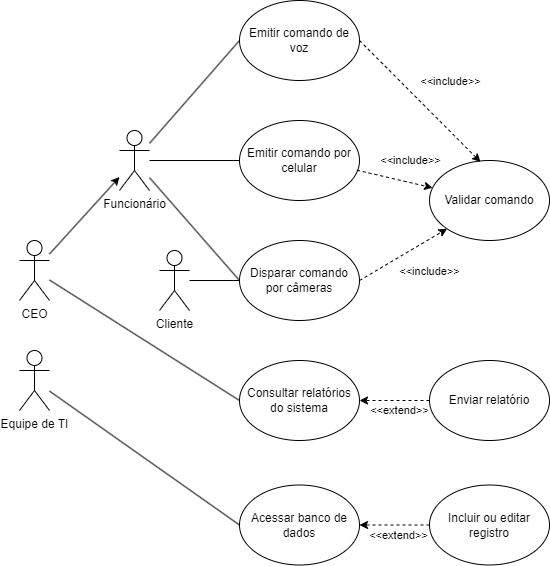 Emitir comando de
voz
<<include>>
Emitir comando por
celular
<<include>>
Validar comando
Funcionário
Disparar comando
por câmeras
<<include>>
CEO
Cliente
Consultar relatórios
do sistema
<<extend>>
Enviar relatório
Equipe de TI
Acessar banco de
dados
<<extend>>
Incluir ou editar
registro